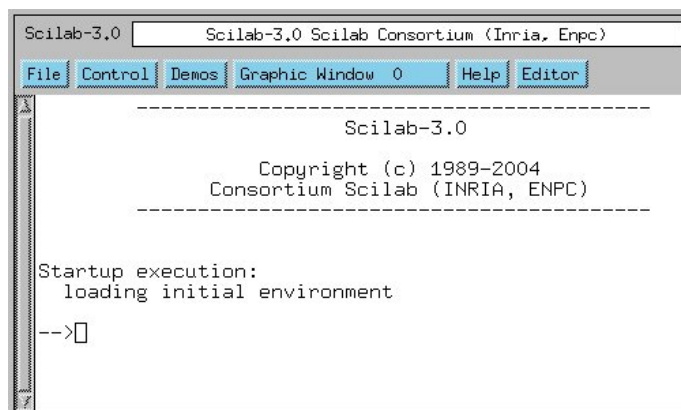 Scilab-3.0 Scilab-3.0 Scilab Consortium (Inria, Enpc)
File Control Demos Graphic Window 0 Help Editor
-----------------------------------------
Scilab-3.0
Copyright (c) 1989-2004
Consortium Scilab (INRIA, ENPC)
-----------------------------------------
Startup execution:
loading initial environment
-->